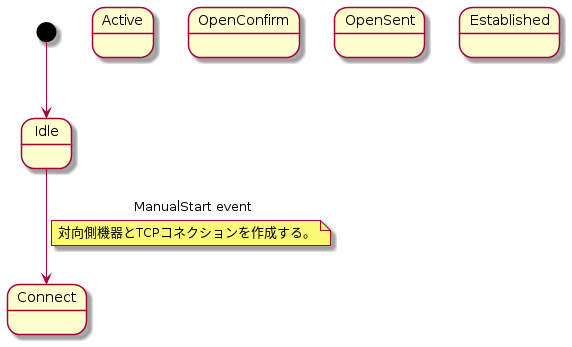 Active
OpenConfirm
OpenSent
Established
Idle
ManualStart event
対向側機器とTCPコネクションを作成する。
Connect